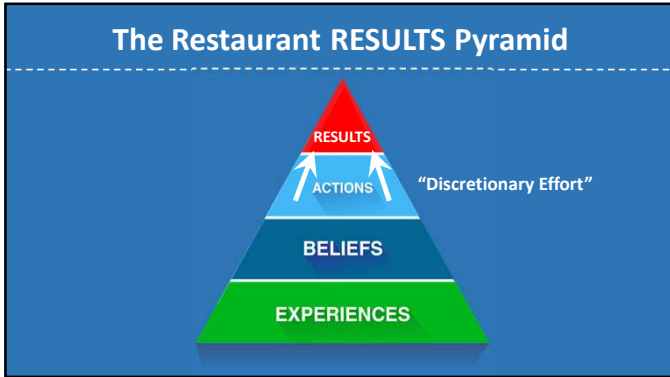 The Restaurant RESULTS Pyramid
RESULTS
ACTIONS
“Discretionary Effort”
BELIEFS
EXPERIENCES